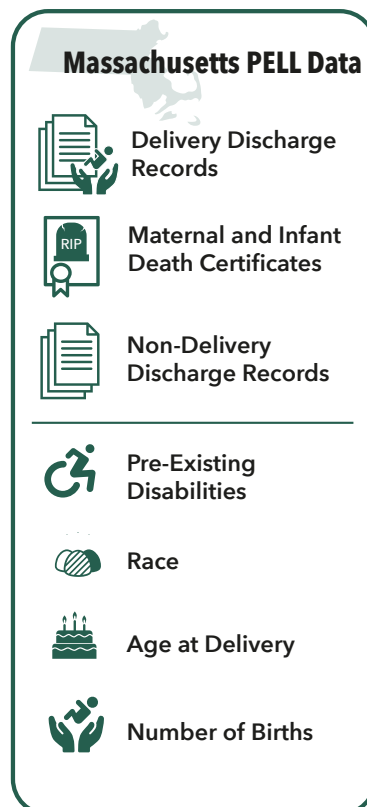 Massachusetts PELL Data
Delivery Discharge
Records
RIP
Maternal and Infant
Death Certificates
Non-Delivery
Discharge Records
Pre-Existing
Disabilities
Race
Age at Delivery
Number of Births